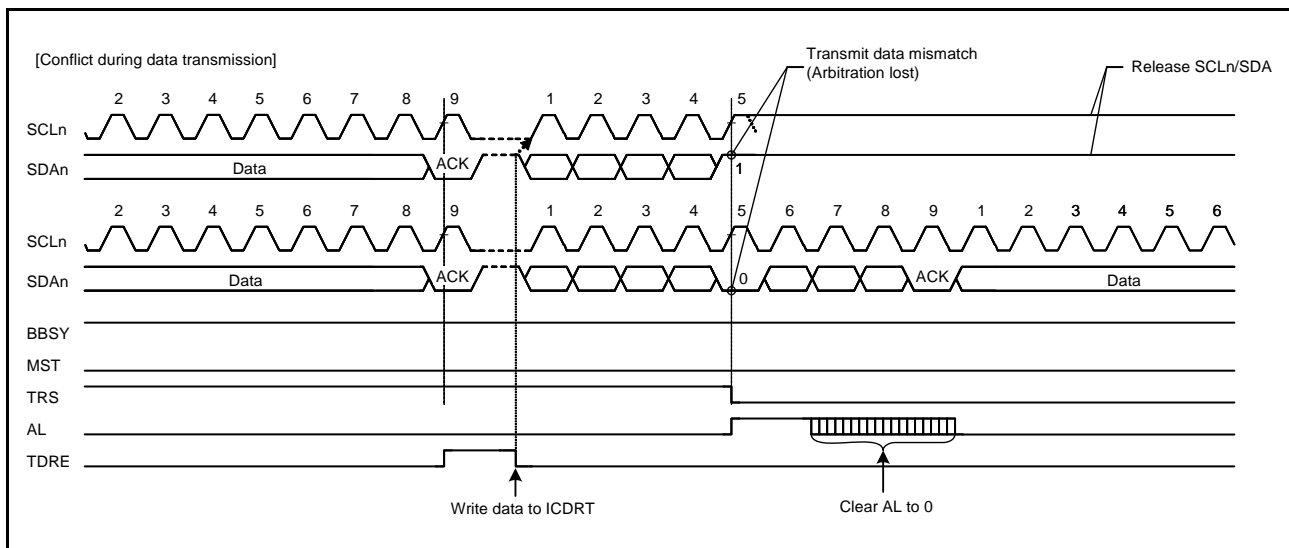 [Conflict during data transmission]
Transmit data mismatch
(Arbitration lost)
Release SCLn/SDA
2 3 4 5 6 7 8 9 1 2 3 4 5
SCLn
SDAn
Data
ACK
1
2 3 4 5 6 7 8 9 1 2 3 4 5 6 7 8 9 1 2 3 4 5 6
SCLn
SDAn
Data
ACK
0
ACK
Data
BBSY
MST
TRS
AL
TDRE
Write data to ICDRT
Clear AL to 0